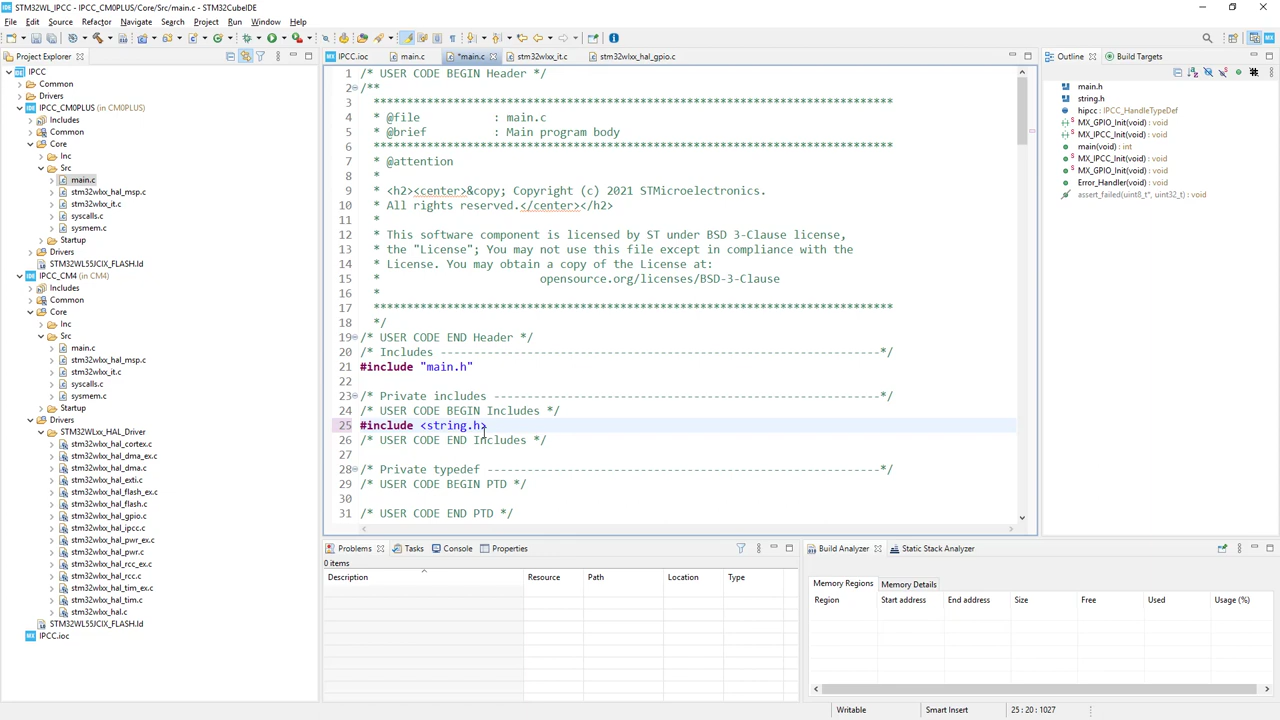 STM32WL_IPCC - IPCC_CM0PLUS/Core/Src/main.c - STM32CubeIDE
File Edit Source Refactor Navigate Search Project Run Window Help
Project Explorer
IPCC
Common
Drivers
IPCC_CM0PLUS (in CM0PLUS)
Includes
Common
Core
Inc
Src
main.c
stm32wlxx_hal_msp.c
stm32wlxx_it.c
syscalls.c
sysmem.c
Startup
Drivers
STM32WL55JCIX_FLASH.ld
IPCC_CM4 (in CM4)
Includes
Common
Core
Inc
Src
main.c
stm32wlxx_hal_msp.c
stm32wlxx_it.c
syscalls.c
sysmem.c
Startup
Drivers
STM32WLxx_HAL_Driver
stm32wlxx_hal_cortex.c
stm32wlxx_hal_dma_ex.c
stm32wlxx_hal_dma.c
stm32wlxx_hal_exti.c
stm32wlxx_hal_flash_ex.c
stm32wlxx_hal_flash.c
stm32wlxx_hal_gpio.c
stm32wlxx_hal_ipcc.c
stm32wlxx_hal_pwr_ex.c
stm32wlxx_hal_pwr.c
stm32wlxx_hal_rcc_ex.c
stm32wlxx_hal_rcc.c
stm32wlxx_hal_tim_ex.c
stm32wlxx_hal_tim.c
stm32wlxx_hal.c
STM32WL55JCIX_FLASH.ld
IPCC.ioc
IPCC.ioc main.c *main.c stm32wlxx_it.c stm32wlxx_hal_gpio.c
1 /* USER CODE BEGIN Header */
2 /**
3 ******************************************************************************
4 * @file : main.c
5 * @brief : Main program body
6 ******************************************************************************
7 * @attention
8 *
9 * <h2><center>&copy; Copyright (c) 2021 STMicroelectronics.
10 * All rights reserved.</center></h2>
11 *
12 * This software component is licensed by ST under BSD 3-Clause license,
13 * the "License"; You may not use this file except in compliance with the
14 * License. You may obtain a copy of the License at:
15 * opensource.org/licenses/BSD-3-Clause
16 *
17 ******************************************************************************
18 */
19 /* USER CODE END Header */
20 /* Includes ------------------------------------------------------------------*/
21 #include "main.h"
22
23 /* Private includes ----------------------------------------------------------*/
24 /* USER CODE BEGIN Includes */
25 #include <string.h>
26 /* USER CODE END Includes */
27
28 /* Private typedef -----------------------------------------------------------*/
29 /* USER CODE BEGIN PTD */
30
31 /* USER CODE END PTD */
Outline Build Targets
main.h
string.h
hipcc : IPCC_HandleTypeDef
MX_GPIO_Init(void) : void
MX_IPCC_Init(void) : void
main(void) : int
MX_IPCC_Init(void) : void
MX_GPIO_Init(void) : void
Error_Handler(void) : void
assert_failed(uint8_t*, uint32_t) : void
Problems Tasks Console Properties
0 items
Description Resource Path Location Type
Build Analyzer Static Stack Analyzer
Memory Regions Memory Details
Region Start address End address Size Free Used Usage (%)
Writable Smart Insert 25 : 20 : 1027